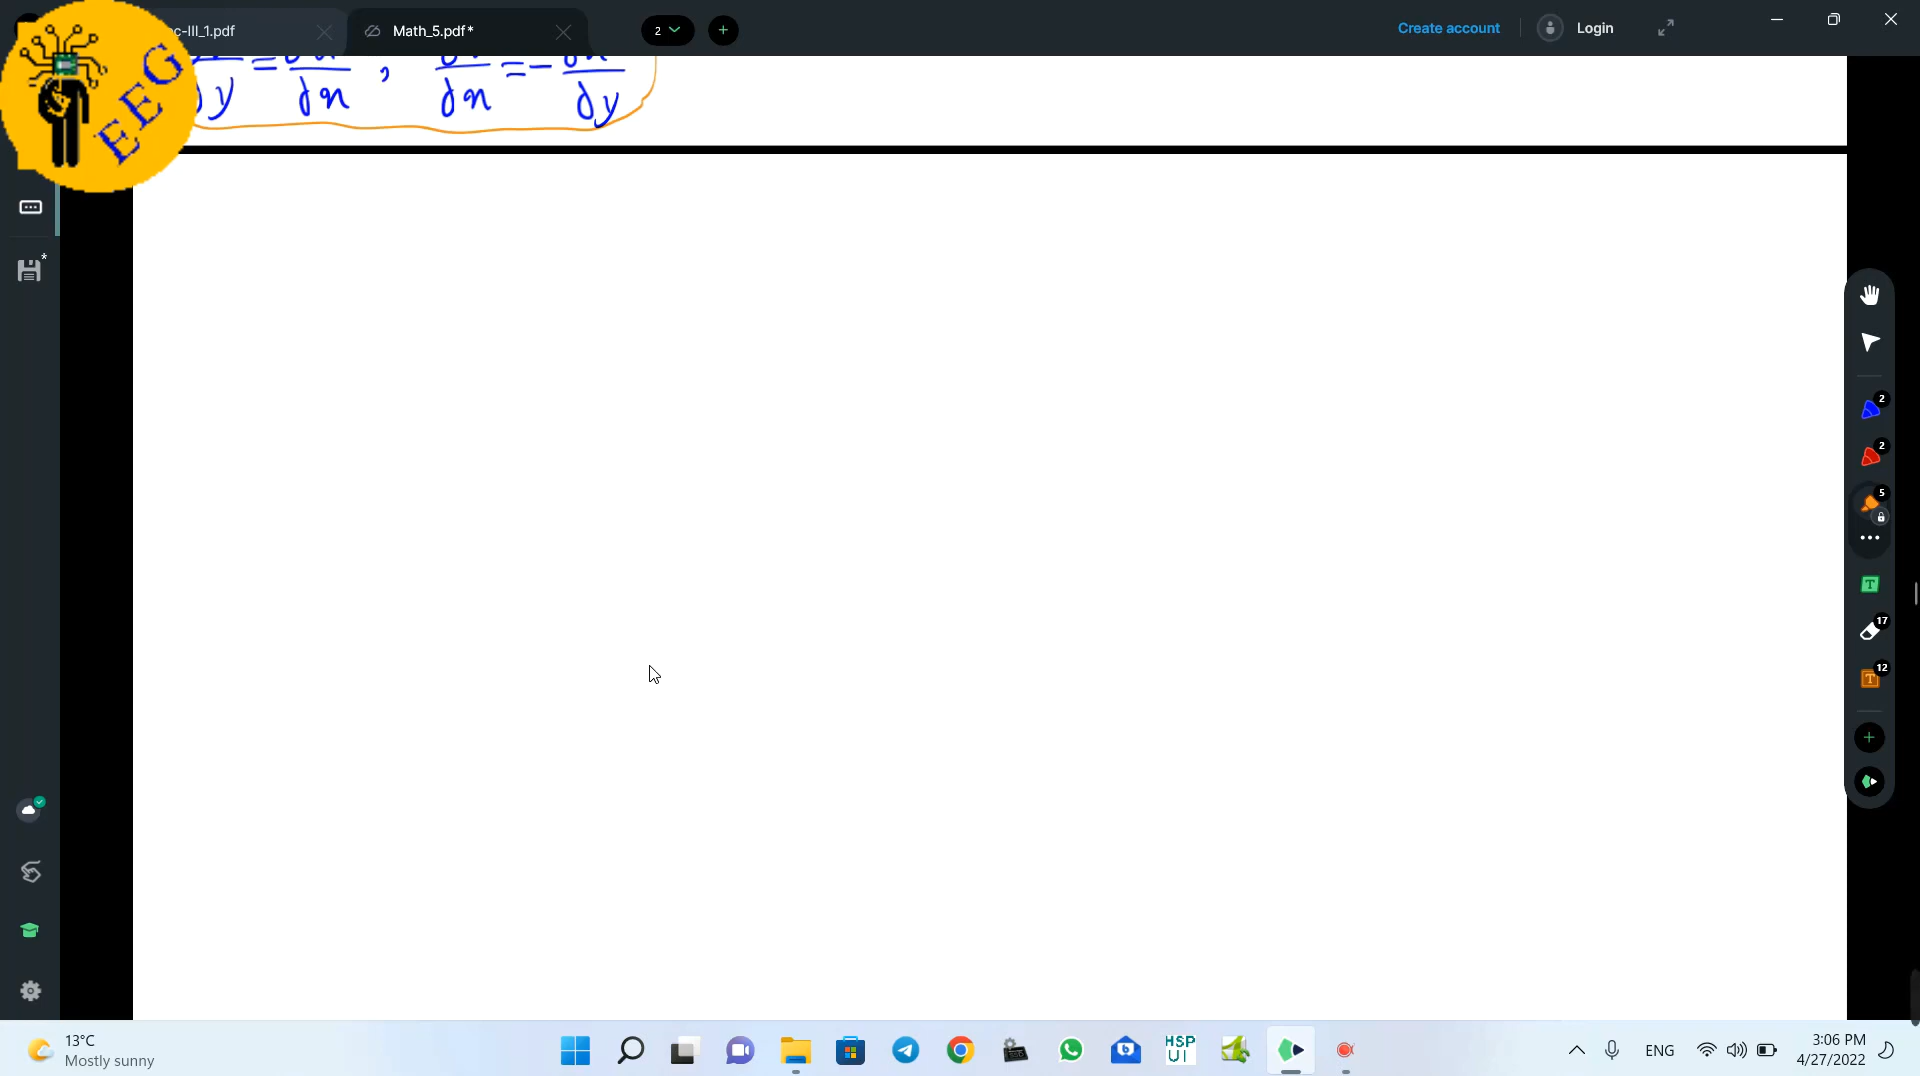 c-III_1.pdf
Math_5.pdf*
2
+
Create account
Login
EEG
∂y = ∂x , ∂x = - ∂y
2
2
5
T
17
12
T
+
13°C
Mostly sunny
HSP
UI
ENG
3:06 PM
4/27/2022